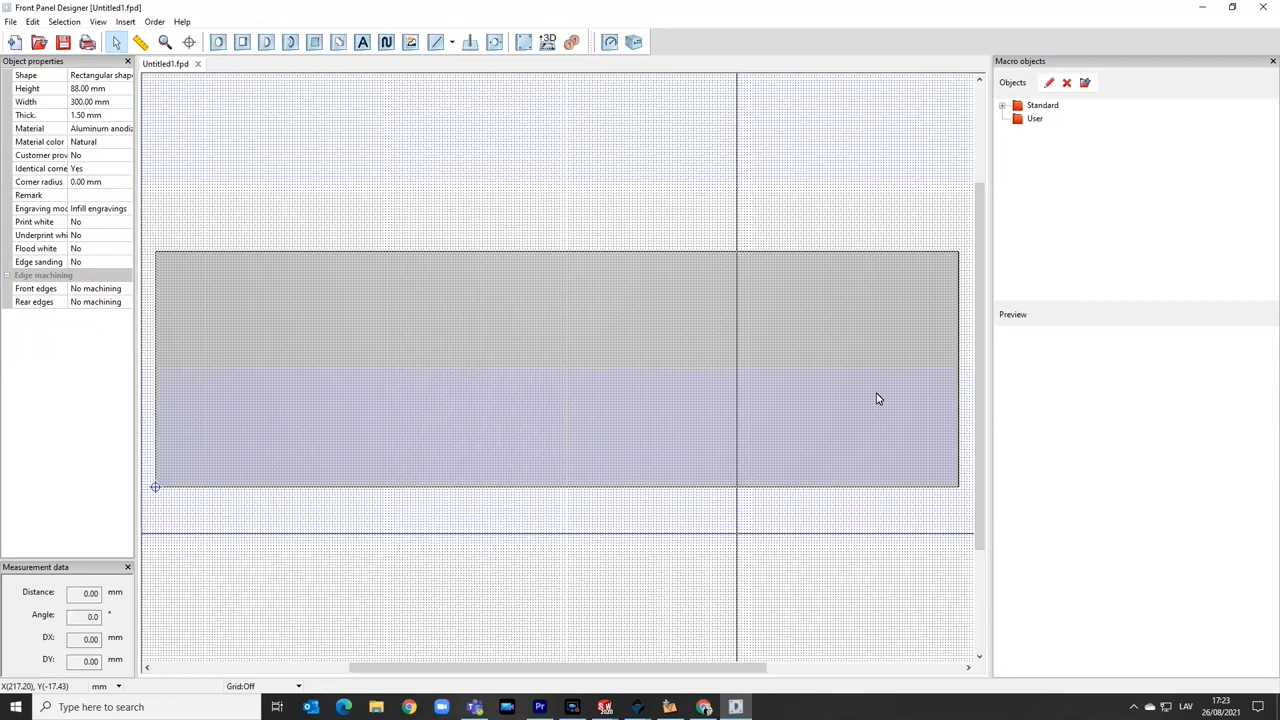 Front Panel Designer [Untitled1.fpd]
File Edit Selection View Insert Order Help
Object properties
Untitled1.fpd
Macro objects
Shape Rectangular shape
Height 88.00 mm
Width 300.00 mm
Thick. 1.50 mm
Material Aluminum anodiz
Material color Natural
Customer prov No
Identical corne Yes
Corner radius 0.00 mm
Remark
Engraving mod Infill engravings
Print white No
Underprint whi No
Flood white No
Edge sanding No
Edge machining
Front edges No machining
Rear edges No machining
Objects
Standard
User
Preview
Measurement data
Distance: 0.00 mm
Angle: 0.0 °
DX: 0.00 mm
DY: 0.00 mm
X(217.20), Y(-17.43) mm Grid:Off
Type here to search
LAV
17:23
26/08/2021